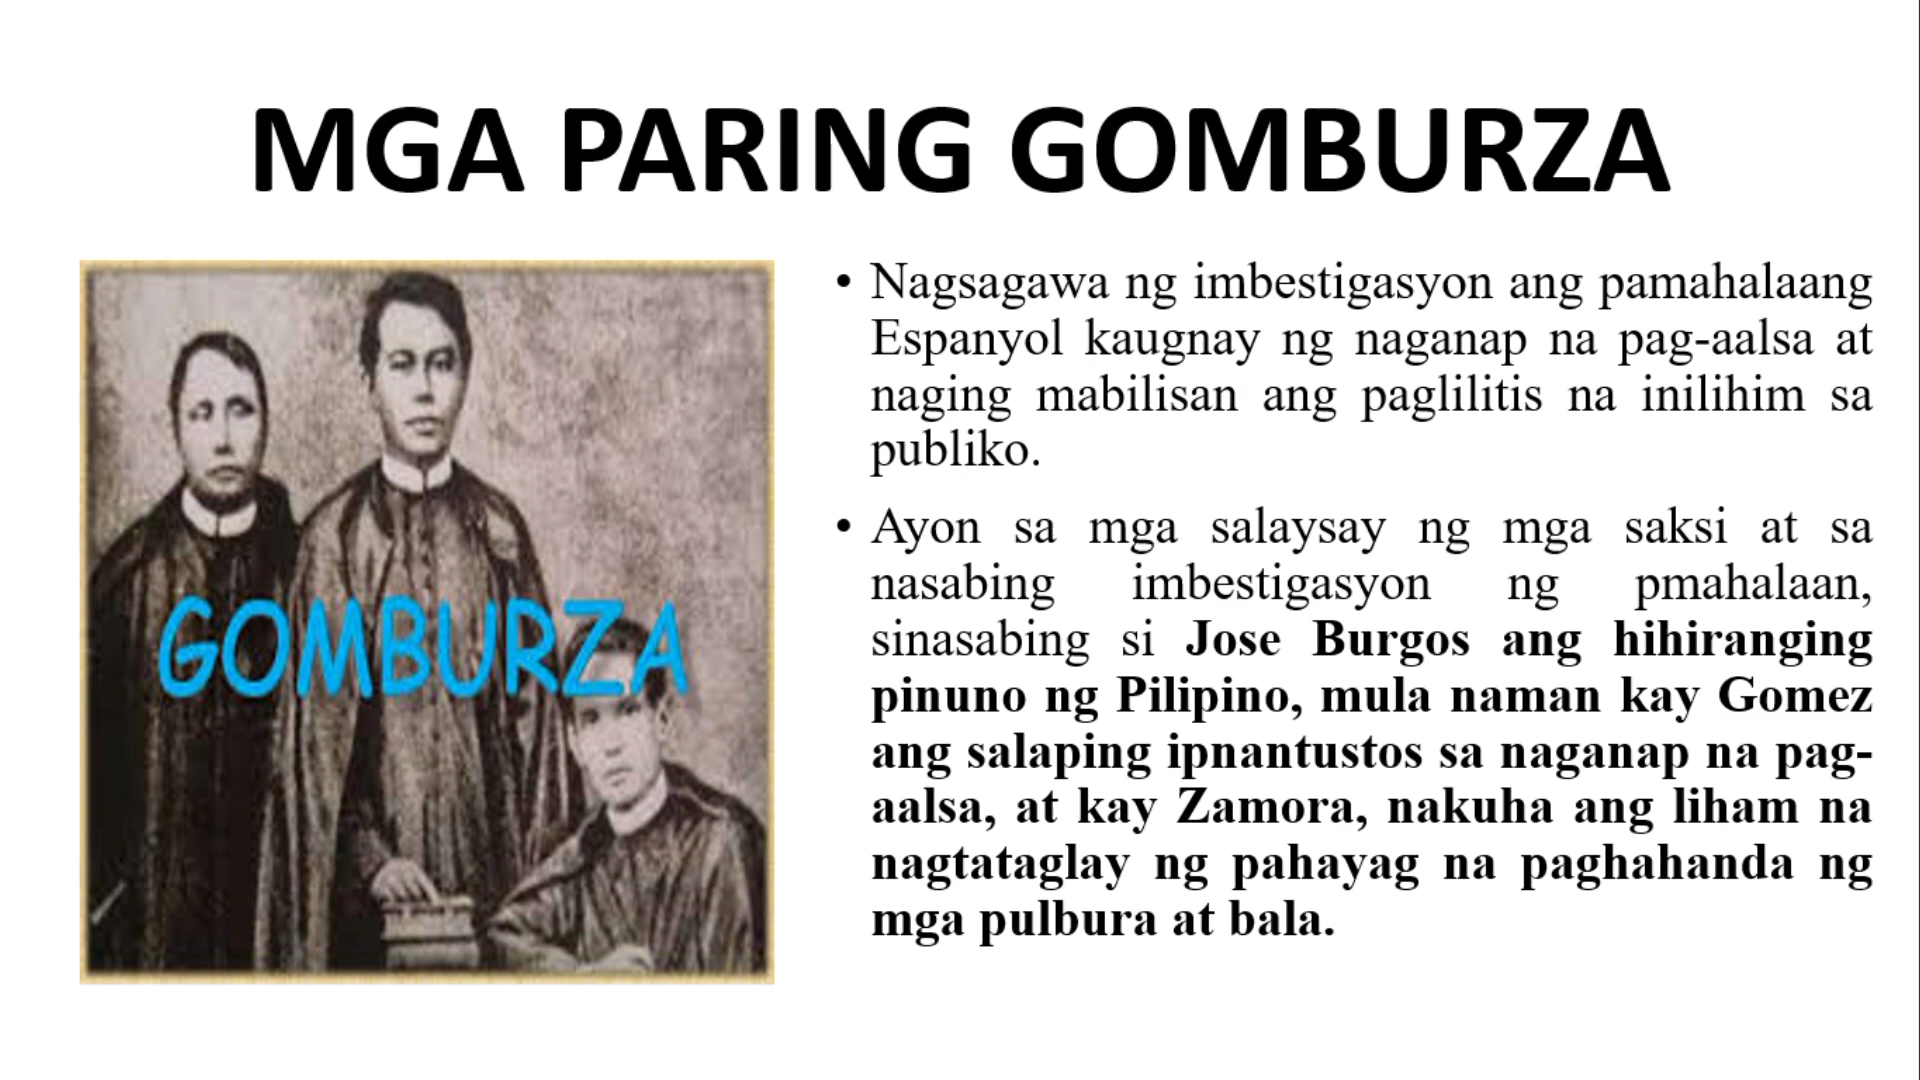 MGA PARING GOMBURZA
GOMBURZA
• Nagsagawa ng imbestigasyon ang pamahalaang
Espanyol kaugnay ng naganap na pag-aalsa at
naging mabilisan ang paglilitis na inilihim sa
publiko.
• Ayon sa mga salaysay ng mga saksi at sa
nasabing imbestigasyon ng pmahalaan,
sinasabing si Jose Burgos ang hihiranging
pinuno ng Pilipino, mula naman kay Gomez
ang salaping ipnantustos sa naganap na pag-
aalsa, at kay Zamora, nakuha ang liham na
nagtataglay ng pahayag na paghahanda ng
mga pulbura at bala.